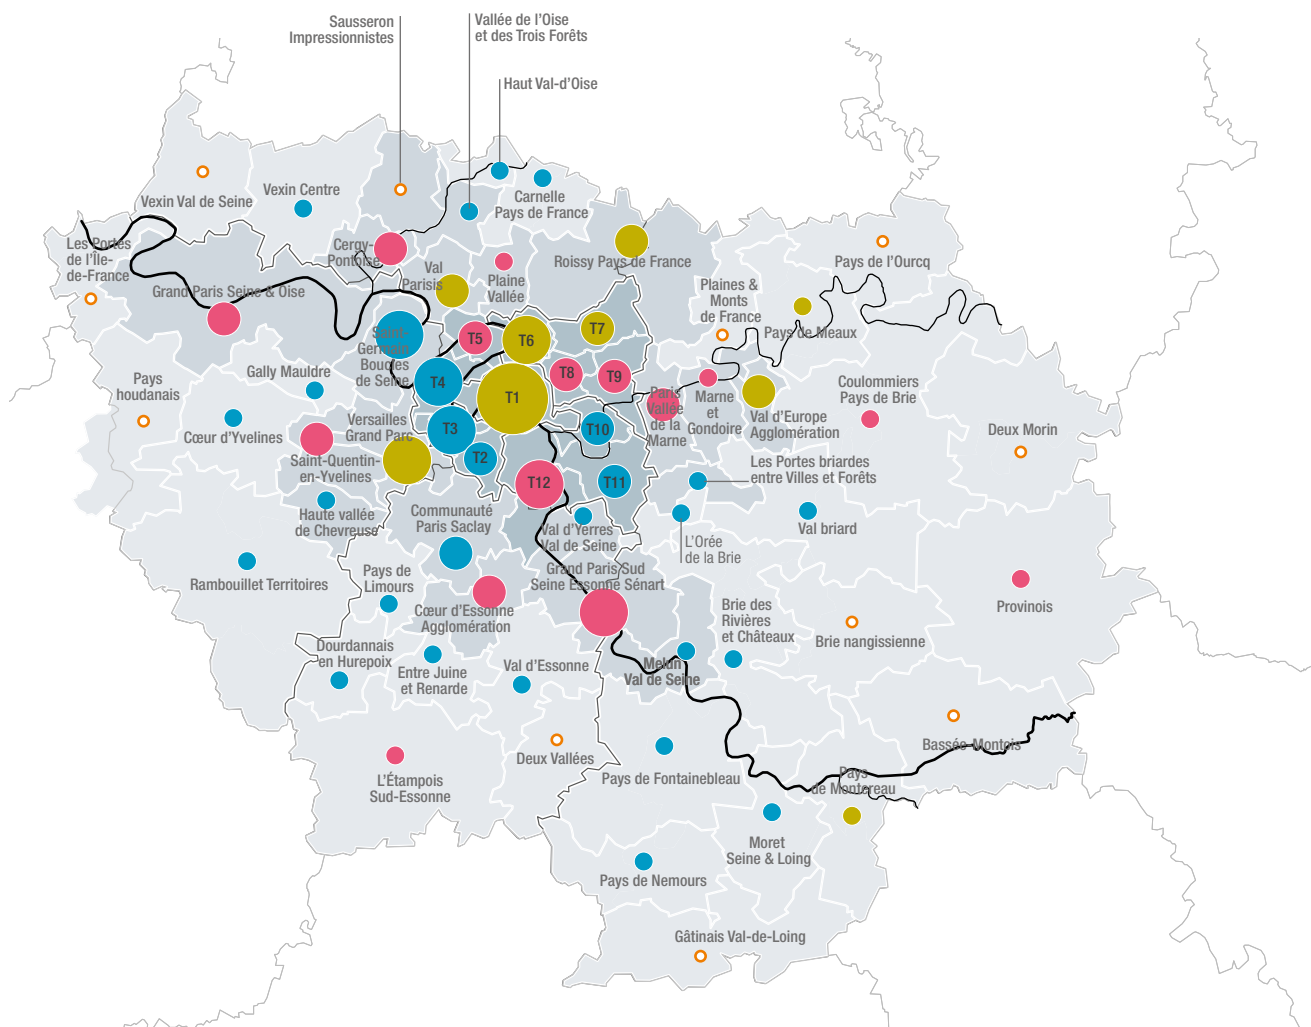 Sausseron
Impressionnistes
Vallée de l'Oise
et des Trois Forêts
Haut Val-d'Oise
Vexin Val de Seine
Vexin Centre
Carnelle
Pays de France
Les Portes
de l'Île-
de-France
Cergy-
Pontoise
Val
Parisis
Plaine
Vallée
Roissy Pays de France
Pays de l'Ourcq
Grand Paris Seine & Oise
Plaines &
Monts
de France
Pays de Meaux
Saint-
Germain
Boucles
de Seine
T5
T6
T7
T4
T1
T8
T9
T3
T2
T10
T12
T11
Gally Mauldre
Pays
houdanais
Cœur d'Yvelines
Versailles
Grand Parc
Saint-Quentin-
en-Yvelines
Paris
Vallée
de la
Marne
Marne
et
Gondoire
Val d'Europe
Agglomération
Coulommiers
Pays de Brie
Deux Morin
Les Portes briardes
entre Villes et Forêts
Haute vallée
de Chevreuse
Communauté
Paris Saclay
Val d'Yerres
Val de Seine
L'Orée
de la Brie
Val briard
Rambouillet Territoires
Pays de
Limours
Grand Paris Sud
Seine Essonne Sénart
Cœur d'Essonne
Agglomération
Brie des
Rivières
et Châteaux
Brie nangissienne
Provinois
Dourdannais
en Hurepoix
Entre Juine
et Renarde
Val d'Essonne
Melun
Val de Seine
Deux Vallées
Bassée-Montois
L'Étampois
Sud-Essonne
Pays de Fontainebleau
Pays
de Montereau
Moret
Seine & Loing
Pays de Nemours
Gâtinais Val-de-Loing